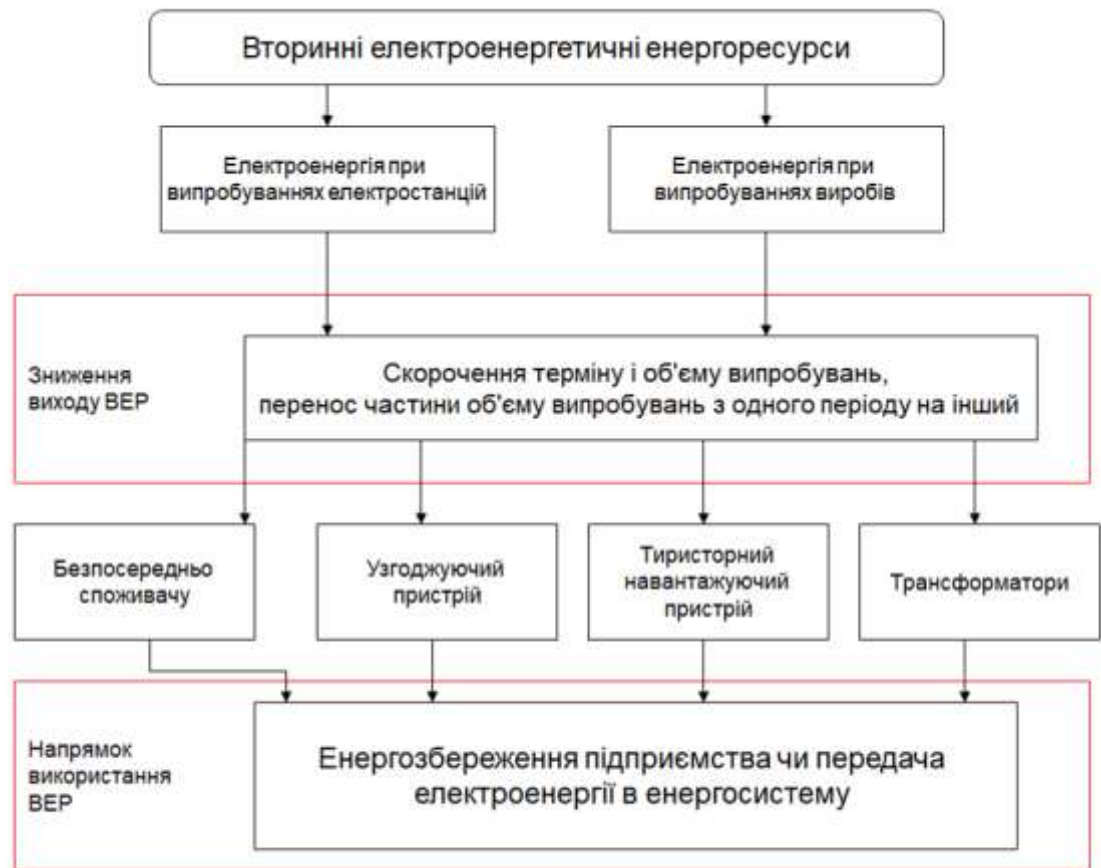 Вторинні електроенергетичні енергоресурси
Електроенергія при
випробуваннях електростанцій
Електроенергія при
випробуваннях виробів
Зниження
виходу ВЕР
Скорочення терміну і об'єму випробувань,
перенос частини об'єму випробувань з одного періоду на інший
Безпосередньо
споживачу
Узгоджуючий
пристрій
Тиристорний
навантажуючий
пристрій
Трансформатори
Напрямок
використання
ВЕР
Енергозбереження підприємства чи передача
електроенергії в енергосистему